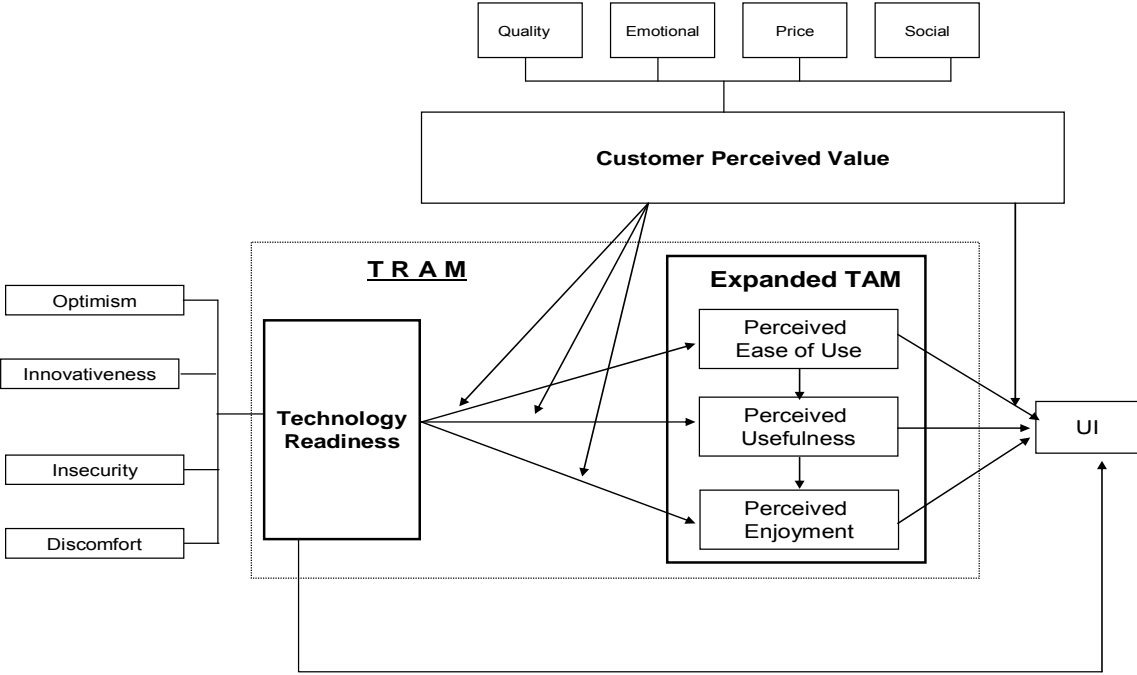 Quality
Emotional
Price
Social
Customer Perceived Value
T R A M
Expanded TAM
Optimism
Innovativeness
Insecurity
Discomfort
Technology
Readiness
Perceived
Ease of Use
Perceived
Usefulness
Perceived
Enjoyment
UI